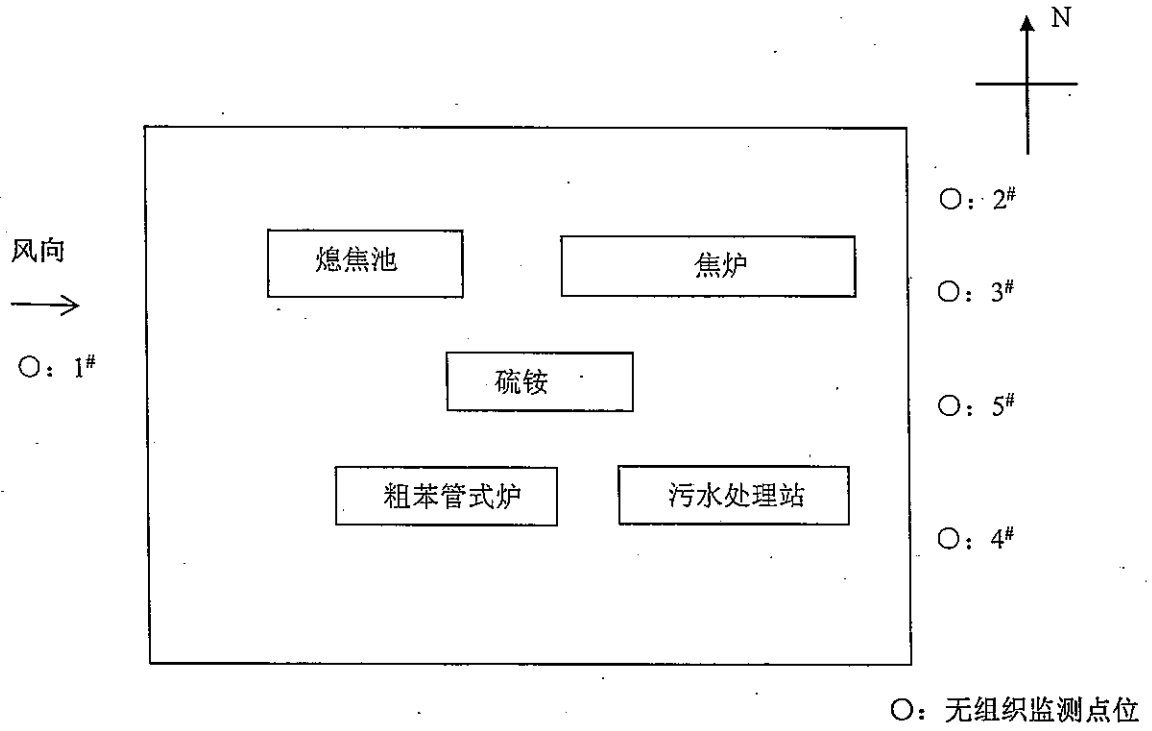 N
○：2#
风向
熄焦池
焦炉
○：3#
○：1#
硫铵
○：5#
粗苯管式炉
污水处理站
○：4#
○：无组织监测点位